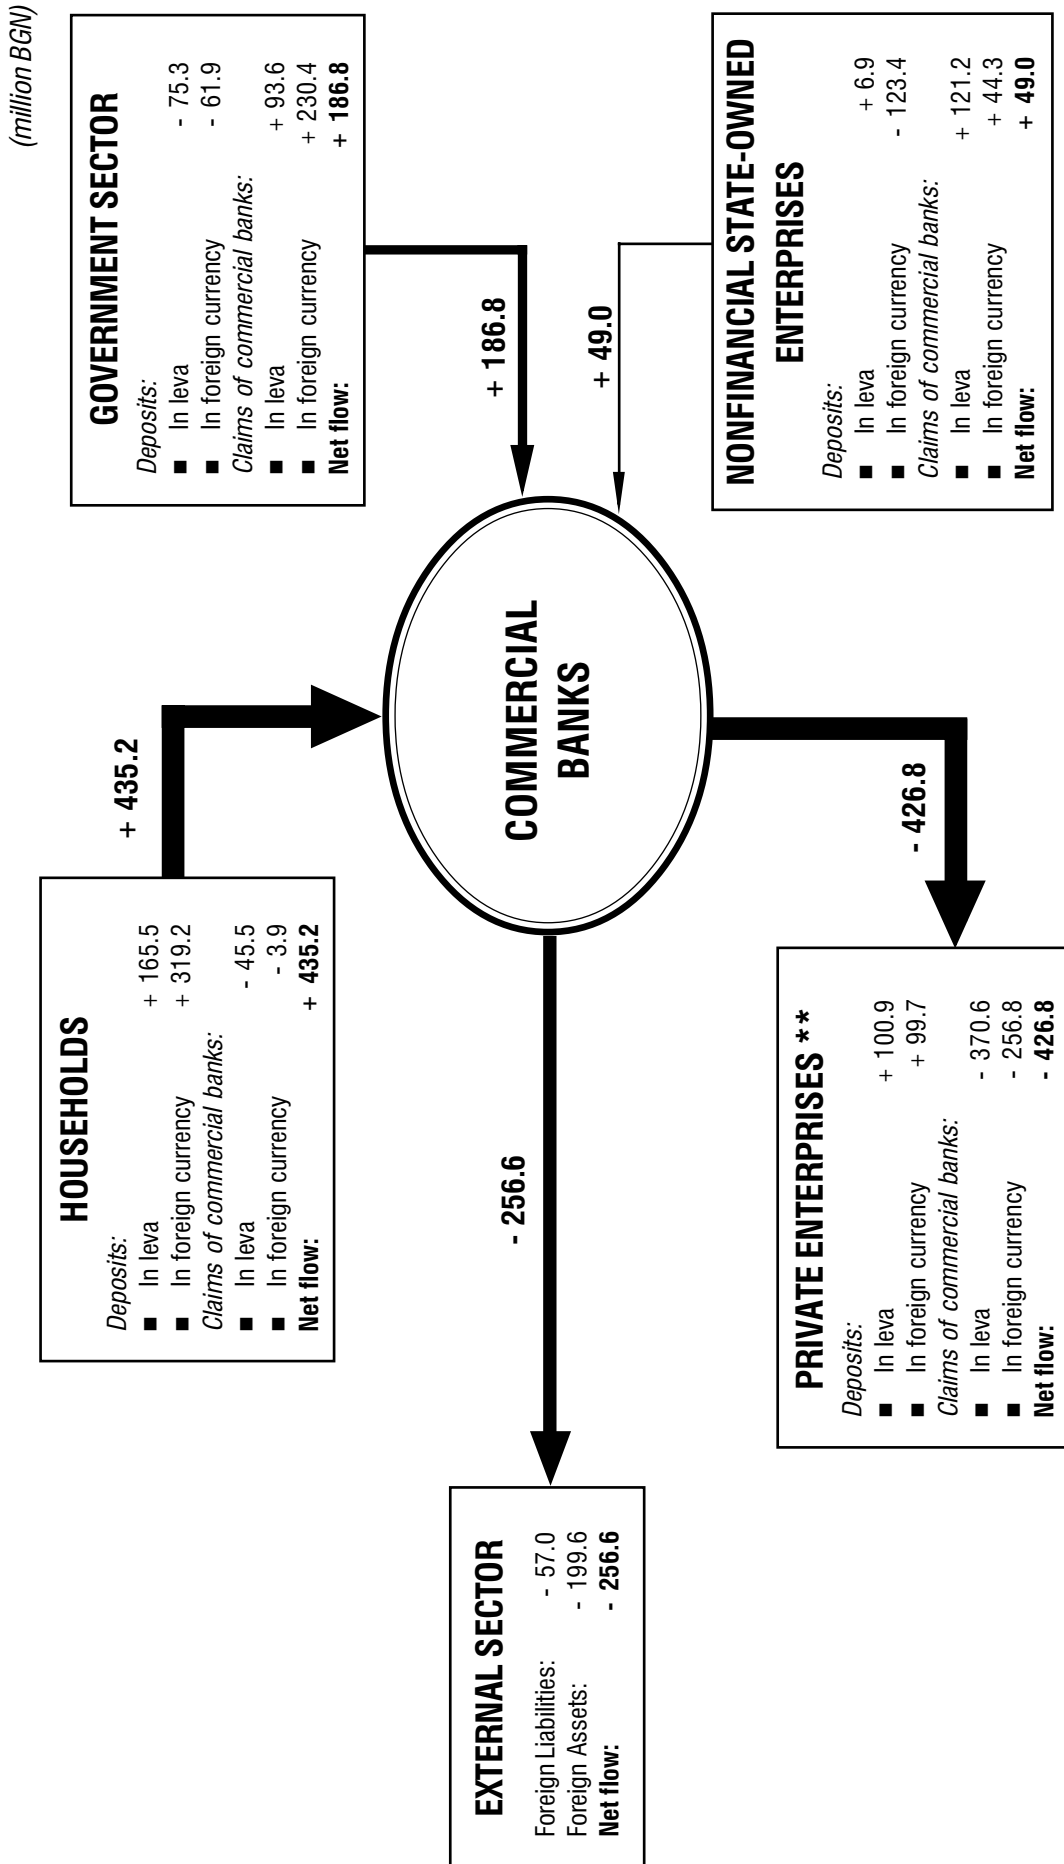 (million BGN)
HOUSEHOLDS
Deposits:
■ In leva + 165.5
■ In foreign currency + 319.2
Claims of commercial banks:
■ In leva - 45.5
■ In foreign currency - 3.9
Net flow: + 435.2
+ 435.2
GOVERNMENT SECTOR
Deposits:
■ In leva - 75.3
■ In foreign currency - 61.9
Claims of commercial banks:
■ In leva + 93.6
■ In foreign currency + 230.4
Net flow: + 186.8
+ 186.8
EXTERNAL SECTOR
Foreign Liabilities: - 57.0
Foreign Assets: - 199.6
Net flow: - 256.6
- 256.6
COMMERCIAL
BANKS
+ 49.0
- 426.8
PRIVATE ENTERPRISES **
Deposits:
■ In leva + 100.9
■ In foreign currency + 99.7
Claims of commercial banks:
■ In leva - 370.6
■ In foreign currency - 256.8
Net flow: - 426.8
NONFINANCIAL STATE-OWNED
ENTERPRISES
Deposits:
■ In leva + 6.9
■ In foreign currency - 123.4
Claims of commercial banks:
■ In leva + 121.2
■ In foreign currency + 44.3
Net flow: + 49.0